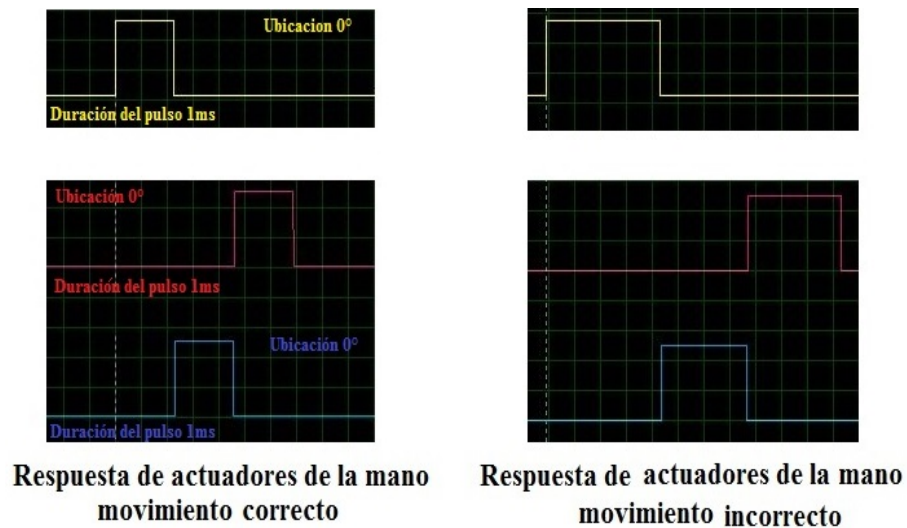 Ubicacion 0°
Duración del pulso 1ms
Ubicación 0°
Duración del pulso 1ms
Ubicación 0°
Duración del pulso 1ms
Respuesta de actuadores de la mano
movimiento correcto
Respuesta de actuadores de la mano
movimiento incorrecto